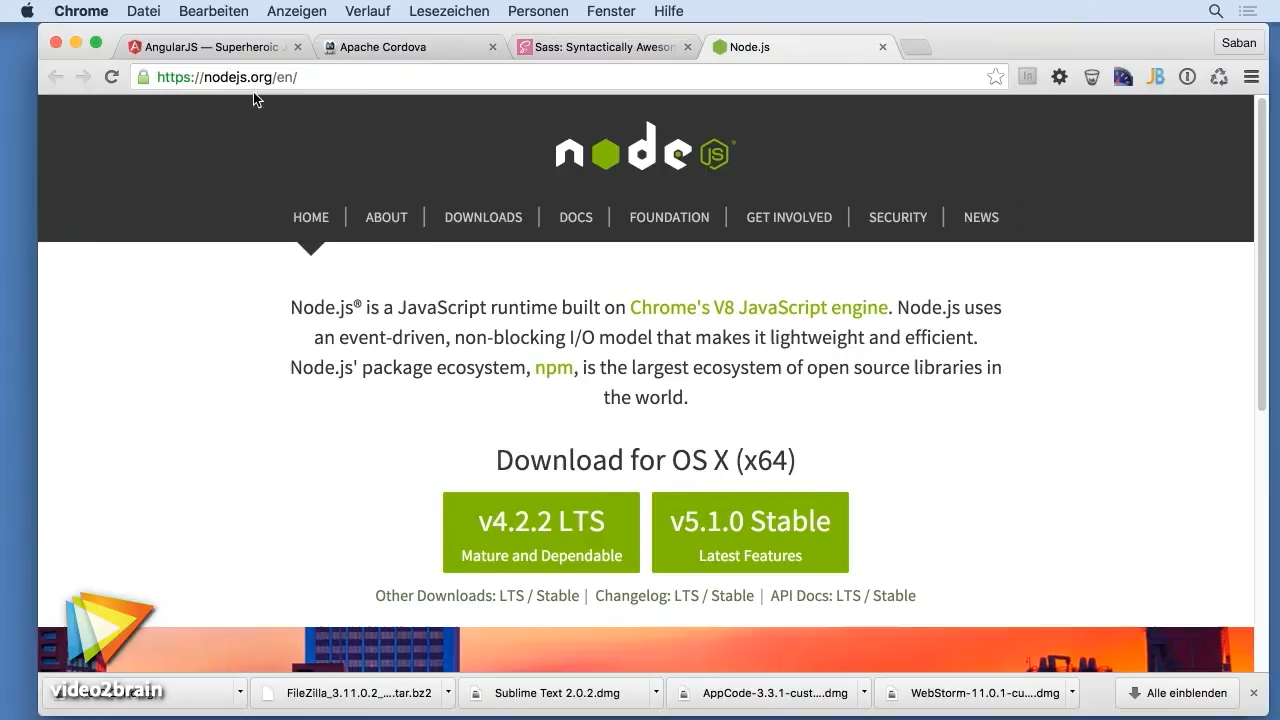 Chrome Datei Bearbeiten Anzeigen Verlauf Lesezeichen Personen Fenster Hilfe
AngularJS — Superheroic J
Apache Cordova
Sass: Syntactically Awesom
Node.js
Saban
https://nodejs.org/en/
node JS
HOME ABOUT DOWNLOADS DOCS FOUNDATION GET INVOLVED SECURITY NEWS
Node.js® is a JavaScript runtime built on Chrome's V8 JavaScript engine. Node.js uses
an event-driven, non-blocking I/O model that makes it lightweight and efficient.
Node.js' package ecosystem, npm, is the largest ecosystem of open source libraries in
the world.
Download for OS X (x64)
v4.2.2 LTS
Mature and Dependable
v5.1.0 Stable
Latest Features
Other Downloads: LTS / Stable | Changelog: LTS / Stable | API Docs: LTS / Stable
video2brain
FileZilla_3.11.0.2_....tar.bz2
Sublime Text 2.0.2.dmg
AppCode-3.3.1-cust....dmg
WebStorm-11.0.1-cu....dmg
Alle einblenden